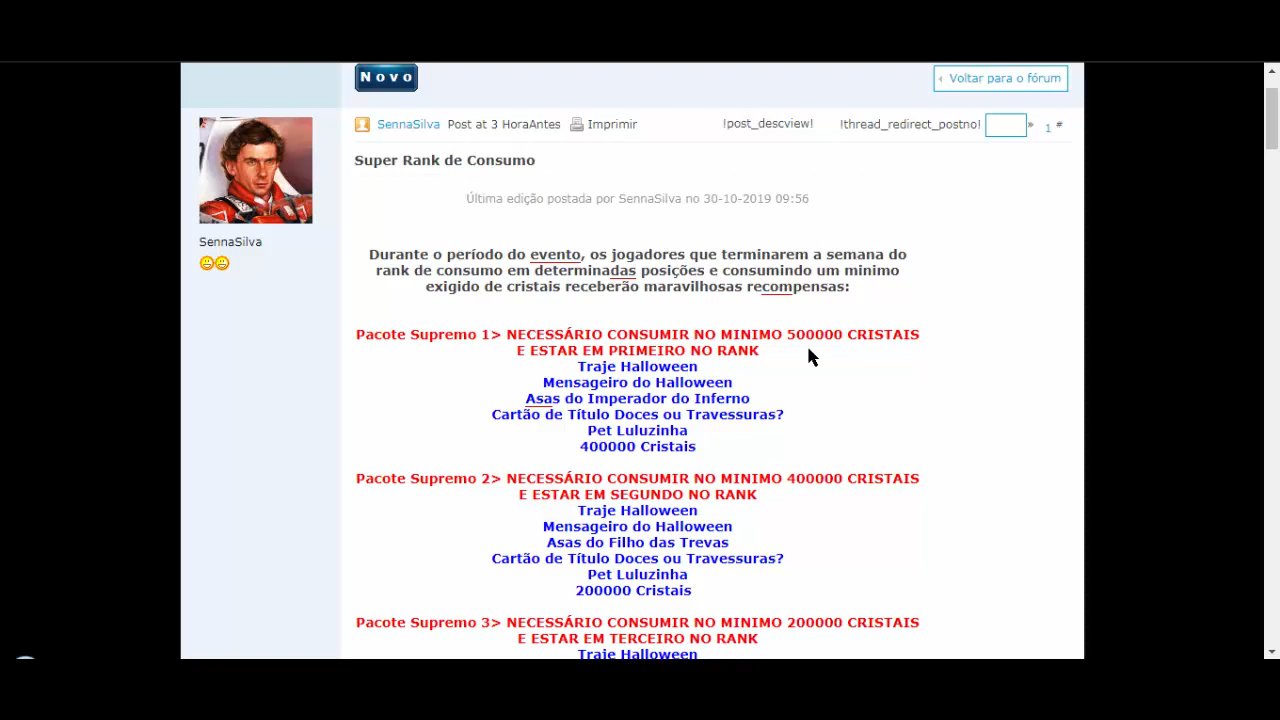 Novo
Voltar para o fórum
SennaSilva Post at 3 HoraAntes Imprimir !post_descview! !thread_redirect_postno! » 1 #
Super Rank de Consumo
Última edição postada por SennaSilva no 30-10-2019 09:56
SennaSilva
Durante o período do evento, os jogadores que terminarem a semana do
rank de consumo em determinadas posições e consumindo um minimo
exigido de cristais receberão maravilhosas recompensas:
Pacote Supremo 1> NECESSÁRIO CONSUMIR NO MINIMO 500000 CRISTAIS
E ESTAR EM PRIMEIRO NO RANK
Traje Halloween
Mensageiro do Halloween
Asas do Imperador do Inferno
Cartão de Título Doces ou Travessuras?
Pet Luluzinha
400000 Cristais
Pacote Supremo 2> NECESSÁRIO CONSUMIR NO MINIMO 400000 CRISTAIS
E ESTAR EM SEGUNDO NO RANK
Traje Halloween
Mensageiro do Halloween
Asas do Filho das Trevas
Cartão de Título Doces ou Travessuras?
Pet Luluzinha
200000 Cristais
Pacote Supremo 3> NECESSÁRIO CONSUMIR NO MINIMO 200000 CRISTAIS
E ESTAR EM TERCEIRO NO RANK
Traje Halloween